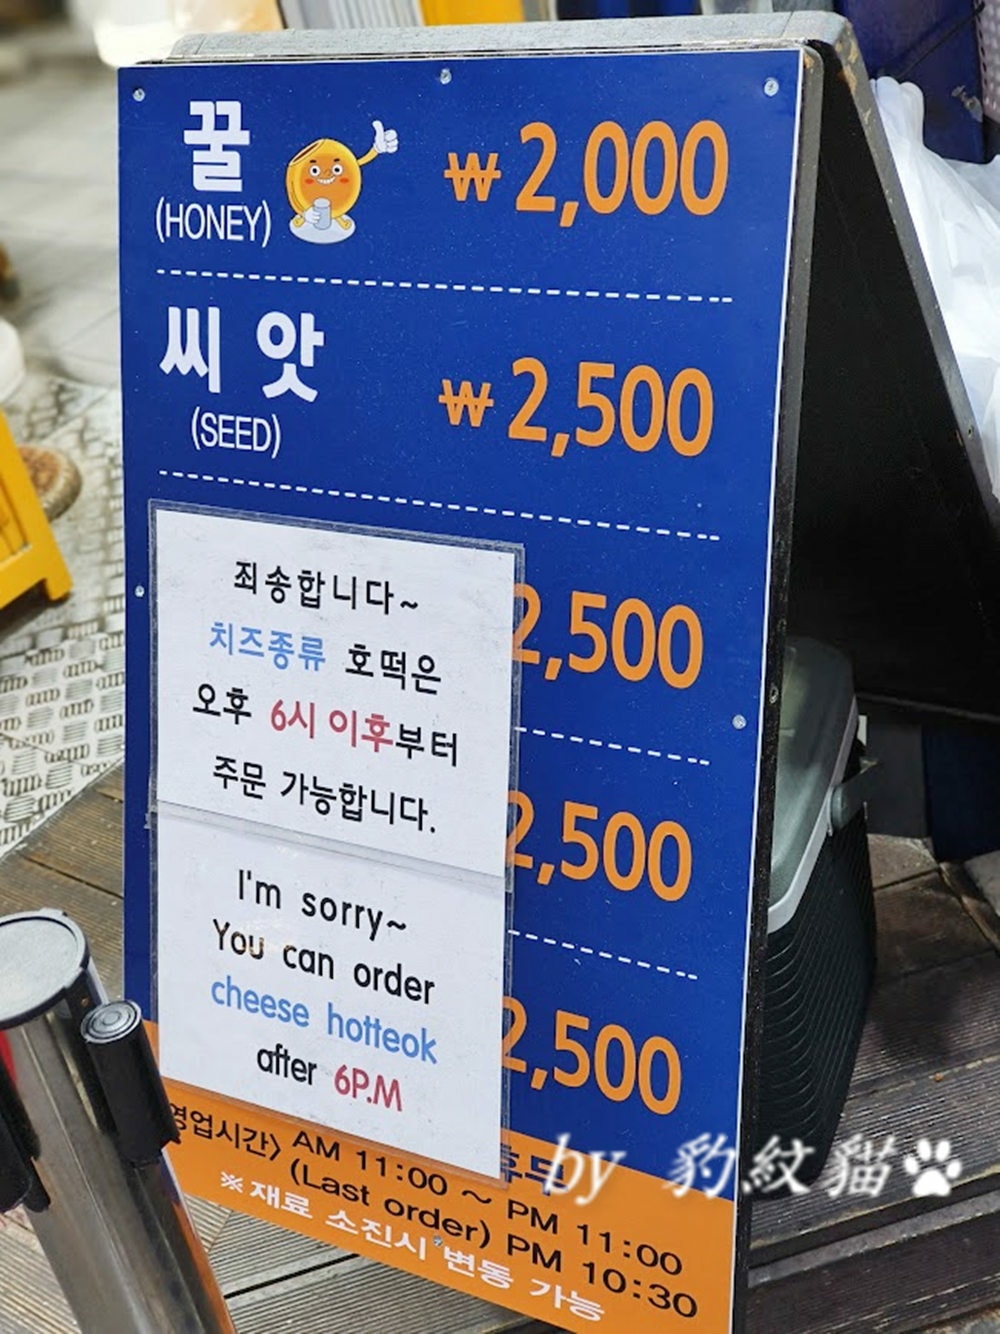 꿀
(HONEY)
₩ 2,000
씨앗
(SEED)
₩ 2,500
2,500
2,500
2,500
죄송합니다~
치즈종류 호떡은
오후 6시 이후부터
주문 가능합니다.
I'm sorry~
You can order
cheese hotteok
after 6P.M
영업시간> AM 11:00 ~ PM 11:00
(Last order) PM 10:30
※재료 소진시 변동 가능
by 豹紋貓